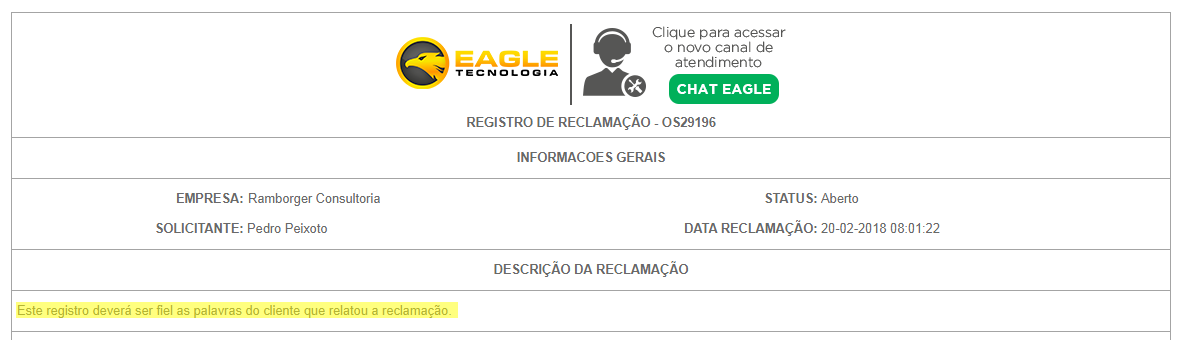 EAGLE
TECNOLOGIA
Clique para acessar
o novo canal de
atendimento
CHAT EAGLE
REGISTRO DE RECLAMAÇÃO - OS29196
INFORMACOES GERAIS
EMPRESA: Ramborger Consultoria
STATUS: Aberto
SOLICITANTE: Pedro Peixoto
DATA RECLAMAÇÃO: 20-02-2018 08:01:22
DESCRIÇÃO DA RECLAMAÇÃO
Este registro deverá ser fiel as palavras do cliente que relatou a reclamação.